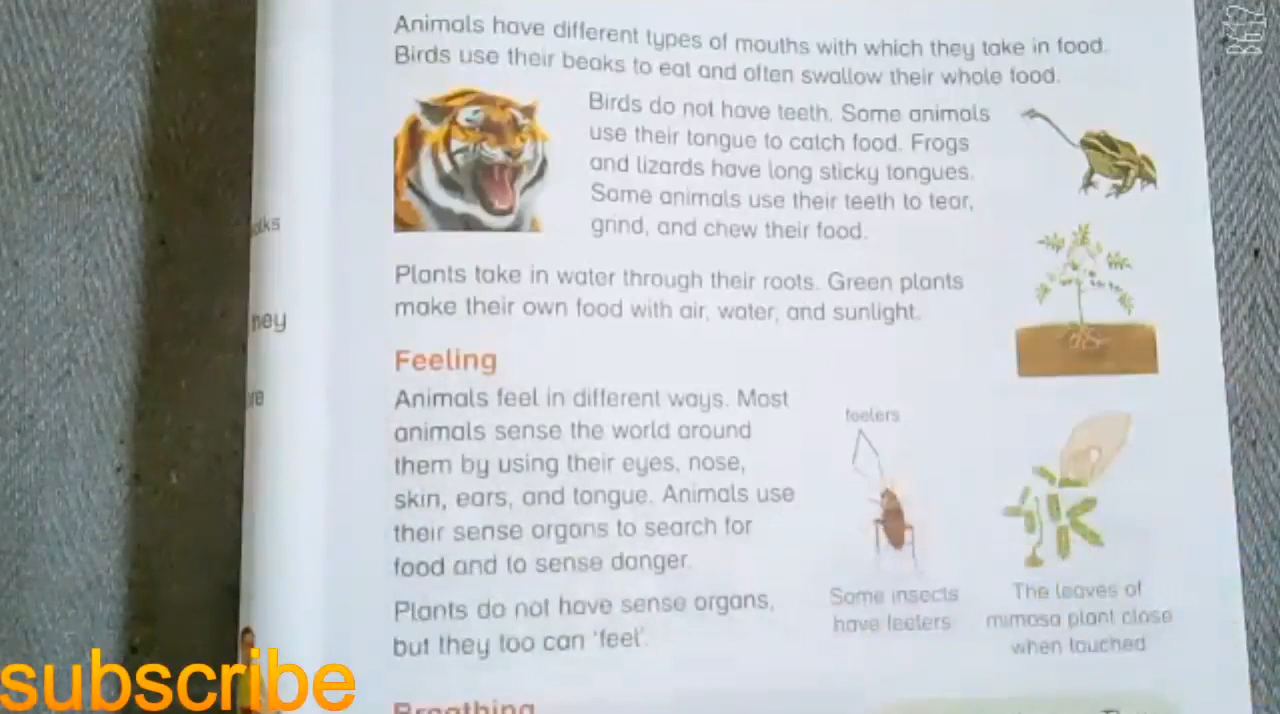 Animals have different types of mouths with which they take in food.
Birds use their beaks to eat and often swallow their whole food.
Birds do not have teeth. Some animals
use their tongue to catch food. Frogs
and lizards have long sticky tongues.
Some animals use their teeth to tear,
grind, and chew their food.
Plants take in water through their roots. Green plants
make their own food with air, water, and sunlight.
Feeling
Animals feel in different ways. Most
animals sense the world around
them by using their eyes, nose,
skin, ears, and tongue. Animals use
their sense organs to search for
food and to sense danger.
Plants do not have sense organs,
but they too can 'feel'.
feelers
Some insects
have feelers
The leaves of
mimosa plant close
when touched
Breathing
subscribe